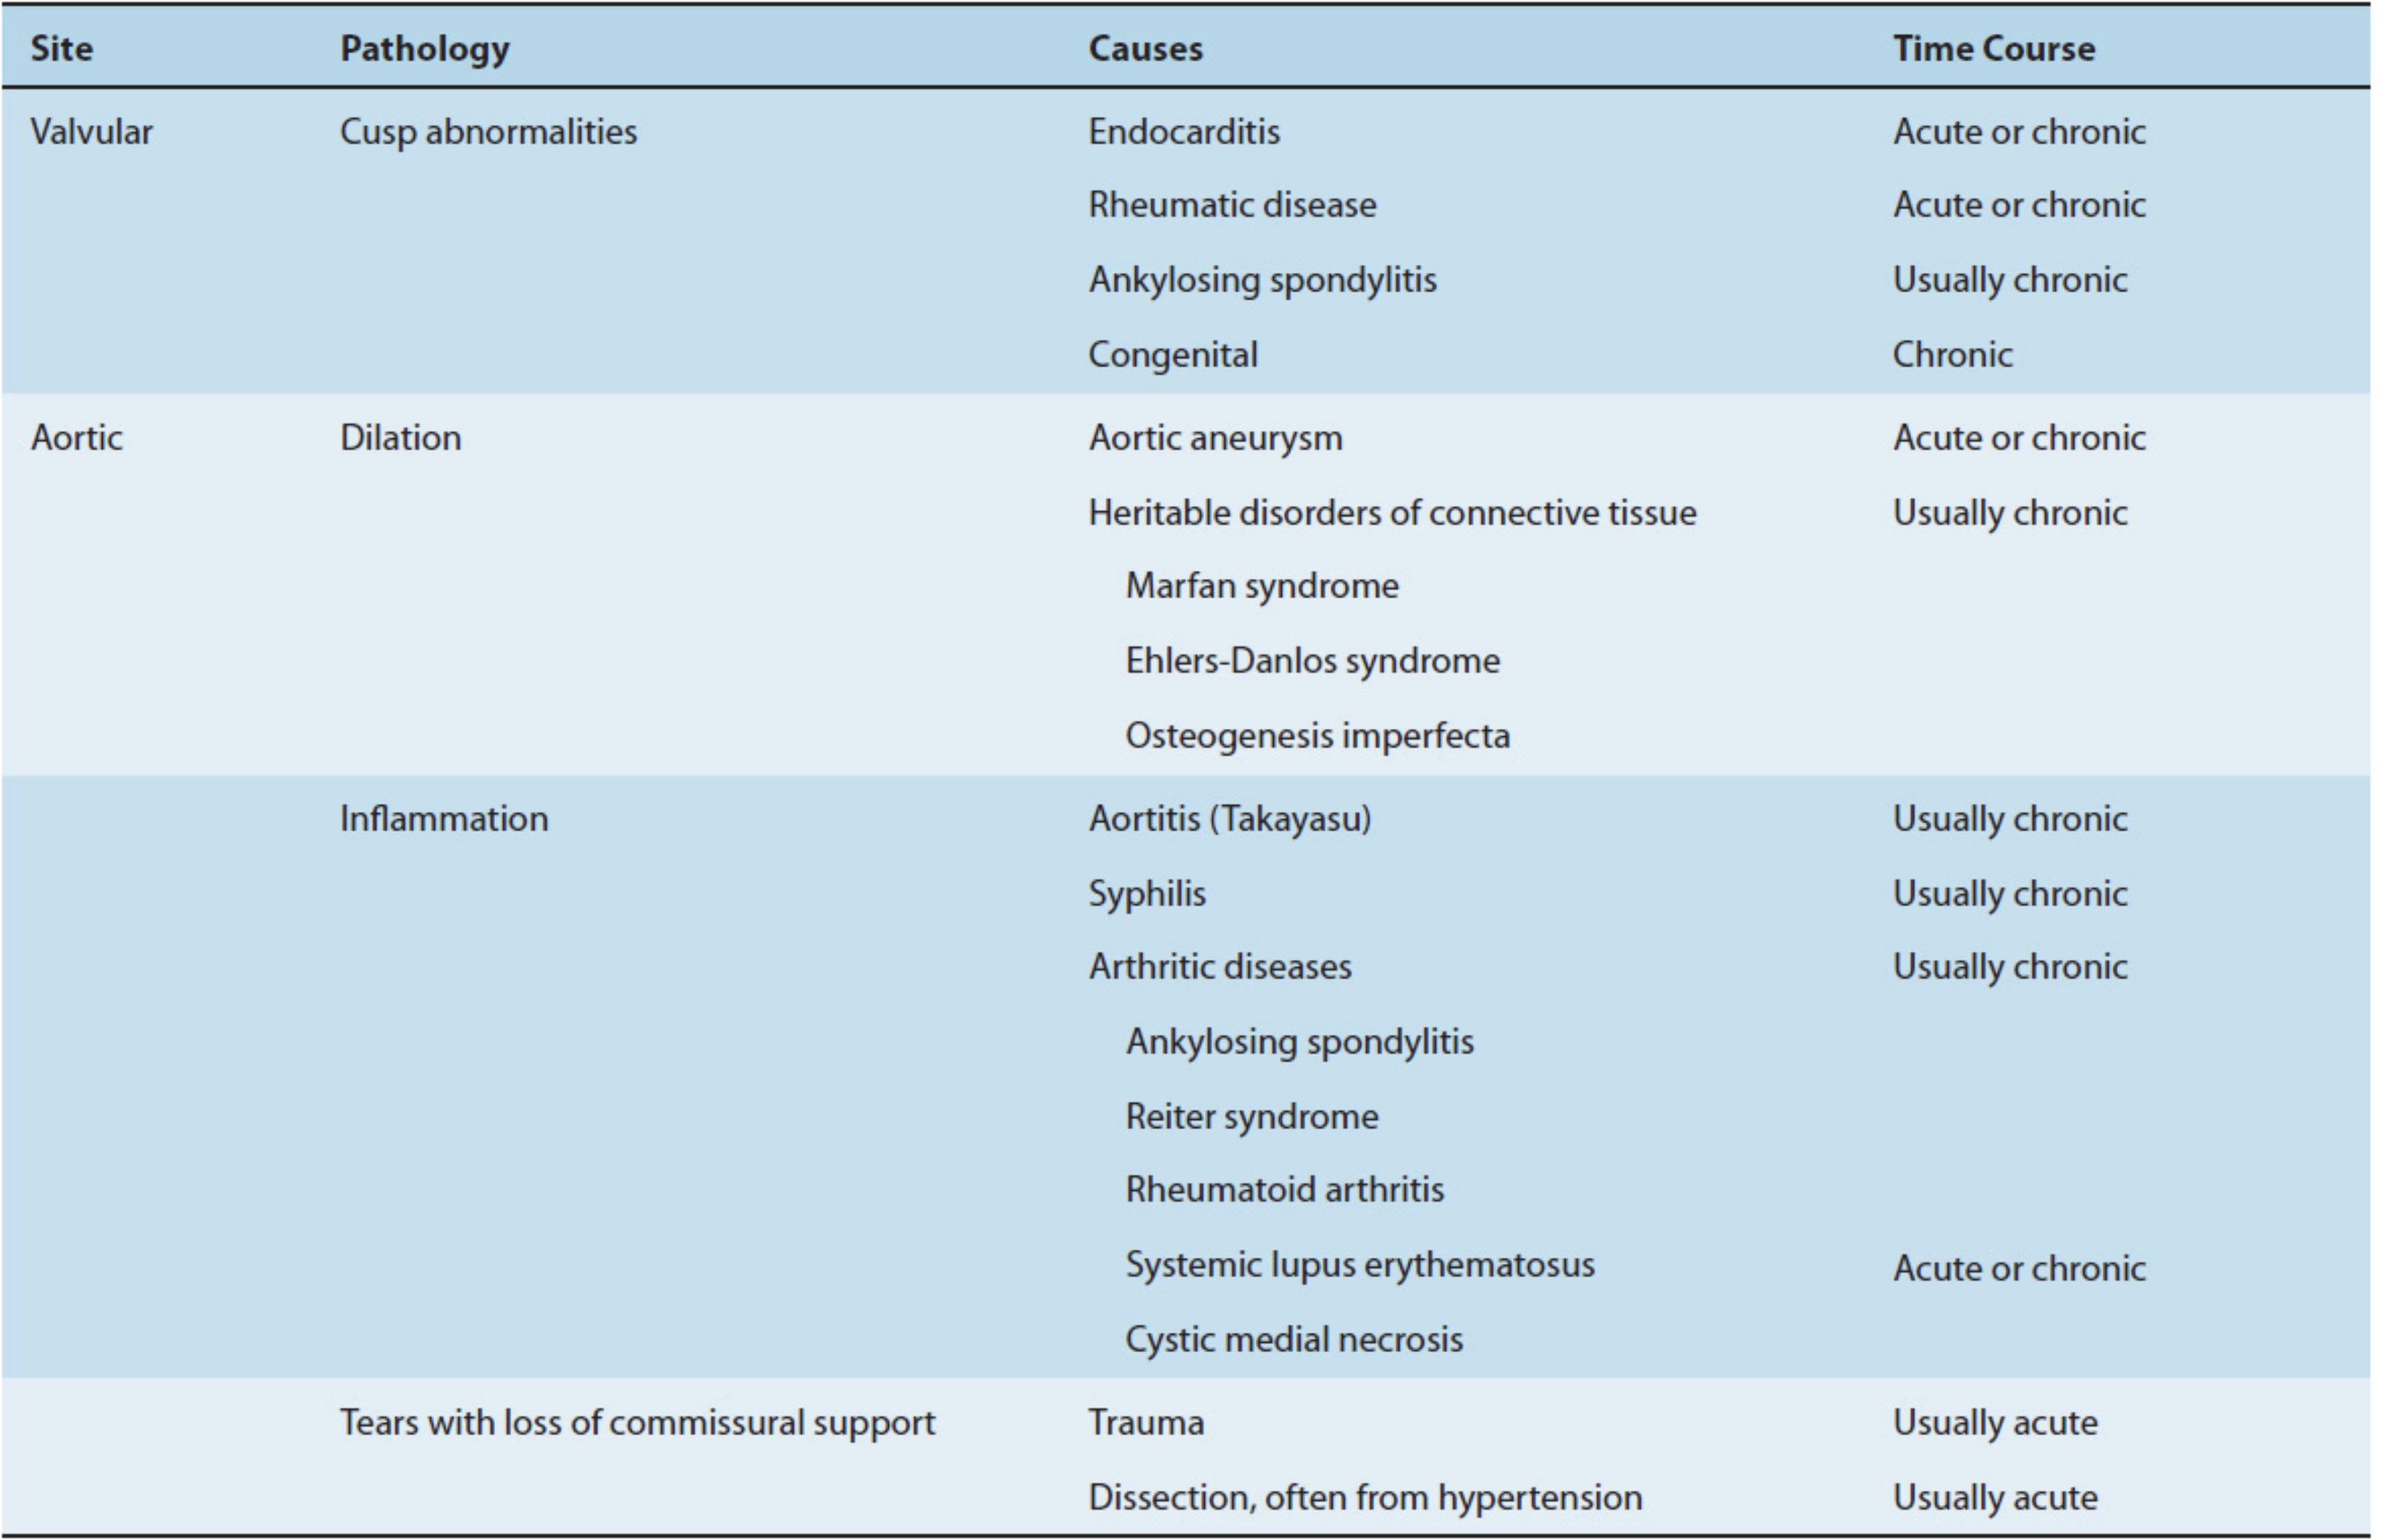 Site Pathology Causes Time Course
Valvular Cusp abnormalities Endocarditis Acute or chronic
Rheumatic disease Acute or chronic
Ankylosing spondylitis Usually chronic
Congenital Chronic
Aortic Dilation Aortic aneurysm Acute or chronic
Heritable disorders of connective tissue Usually chronic
Marfan syndrome
Ehlers-Danlos syndrome
Osteogenesis imperfecta
Inflammation Aortitis (Takayasu) Usually chronic
Syphilis Usually chronic
Arthritic diseases Usually chronic
Ankylosing spondylitis
Reiter syndrome
Rheumatoid arthritis
Systemic lupus erythematosus Acute or chronic
Cystic medial necrosis
Tears with loss of commissural support Trauma Usually acute
Dissection, often from hypertension Usually acute